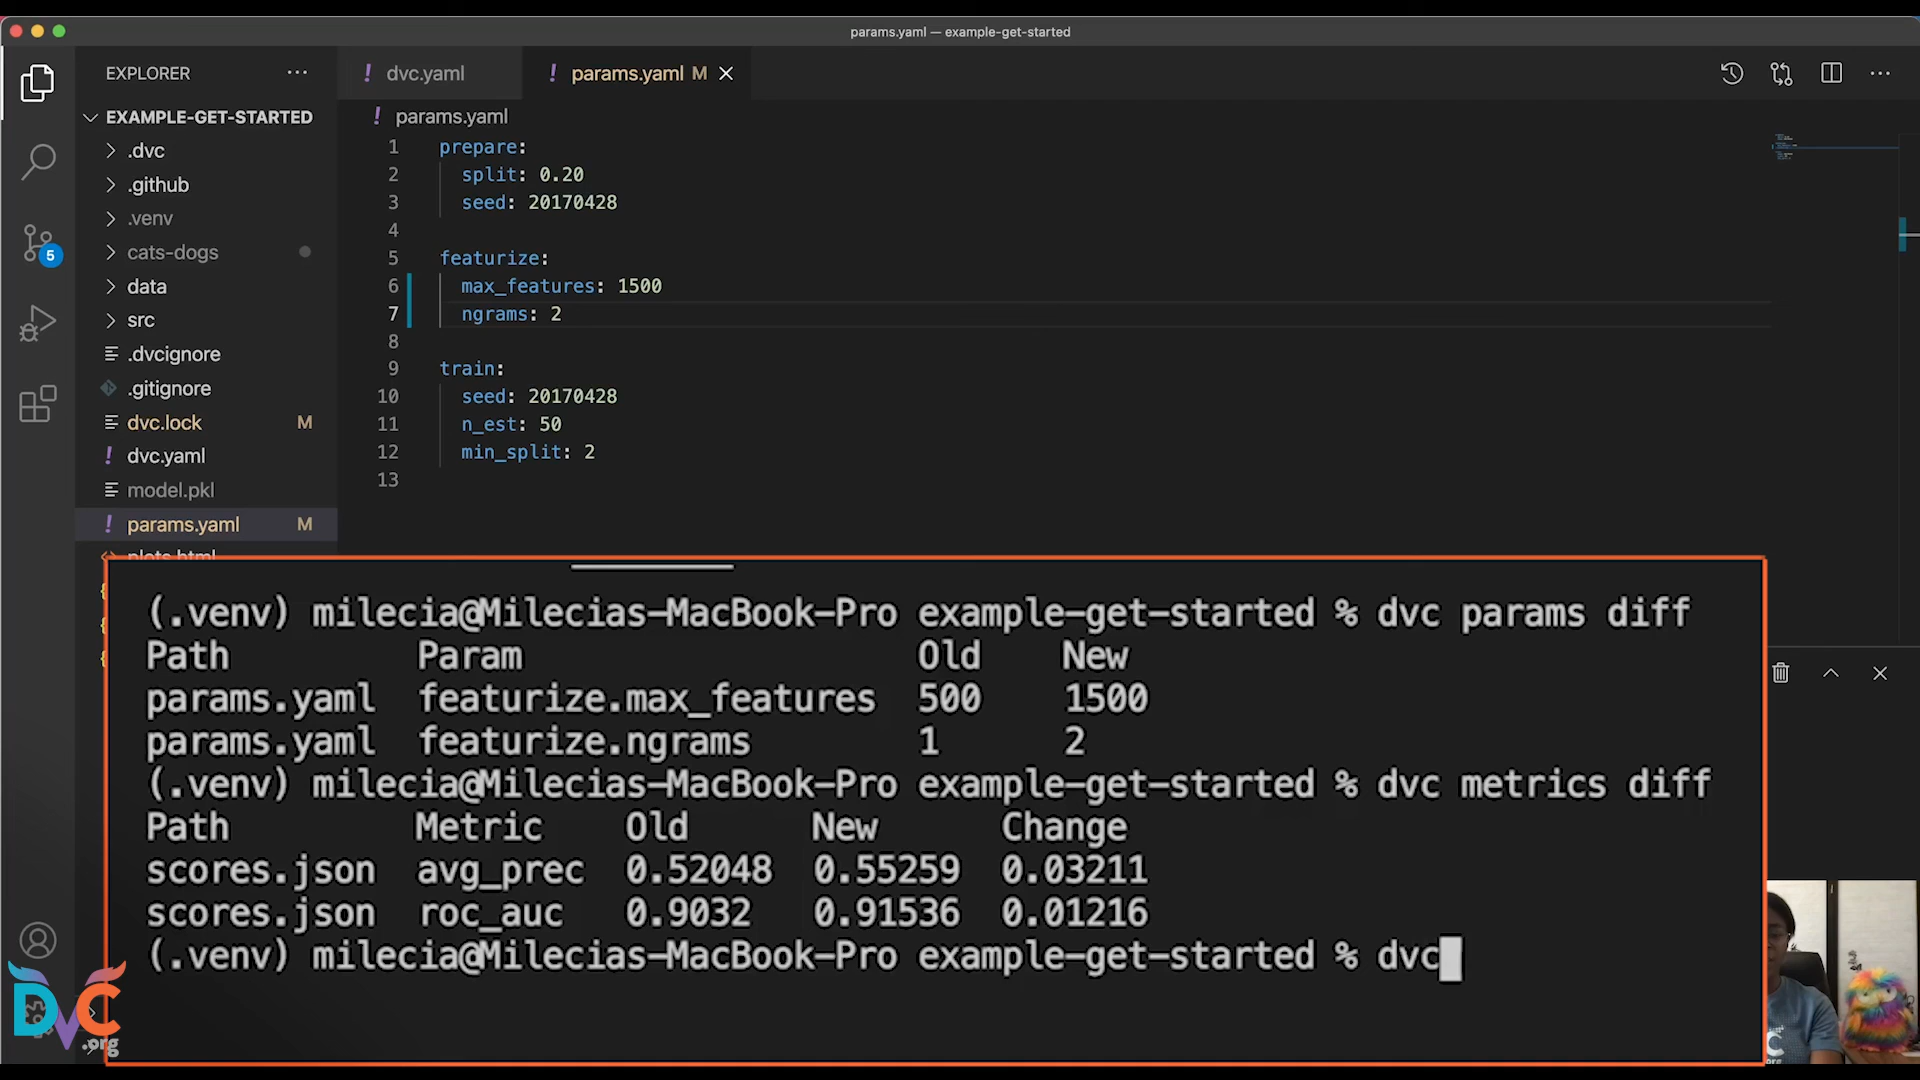 params.yaml — example-get-started
EXPLORER
dvc.yaml
params.yaml M
EXAMPLE-GET-STARTED
params.yaml
.dvc
.github
.venv
cats-dogs
data
src
.dvcignore
.gitignore
dvc.lock M
dvc.yaml
model.pkl
params.yaml M
plots.html
5
1 prepare:
2 split: 0.20
3 seed: 20170428
4
5 featurize:
6 max_features: 1500
7 ngrams: 2
8
9 train:
10 seed: 20170428
11 n_est: 50
12 min_split: 2
13
(.venv) milecia@Milecias-MacBook-Pro example-get-started % dvc params diff
Path Param Old New
params.yaml featurize.max_features 500 1500
params.yaml featurize.ngrams 1 2
(.venv) milecia@Milecias-MacBook-Pro example-get-started % dvc metrics diff
Path Metric Old New Change
scores.json avg_prec 0.52048 0.55259 0.03211
scores.json roc_auc 0.9032 0.91536 0.01216
(.venv) milecia@Milecias-MacBook-Pro example-get-started % dvc
DVC
.org